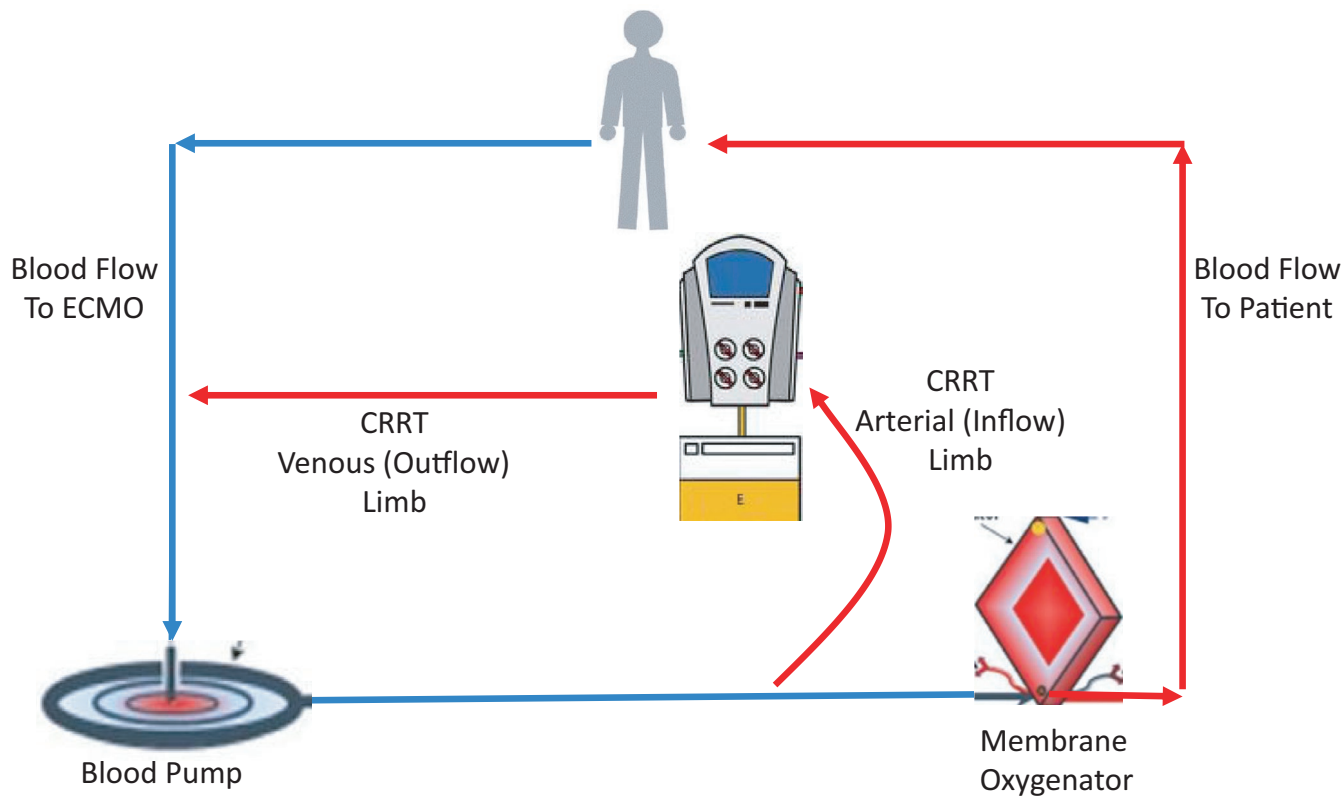 Blood Flow
To ECMO
Blood Flow
To Patient
CRRT
Arterial (Inflow)
Limb
CRRT
Venous (Outflow)
Limb
E
Membrane
Oxygenator
Blood Pump